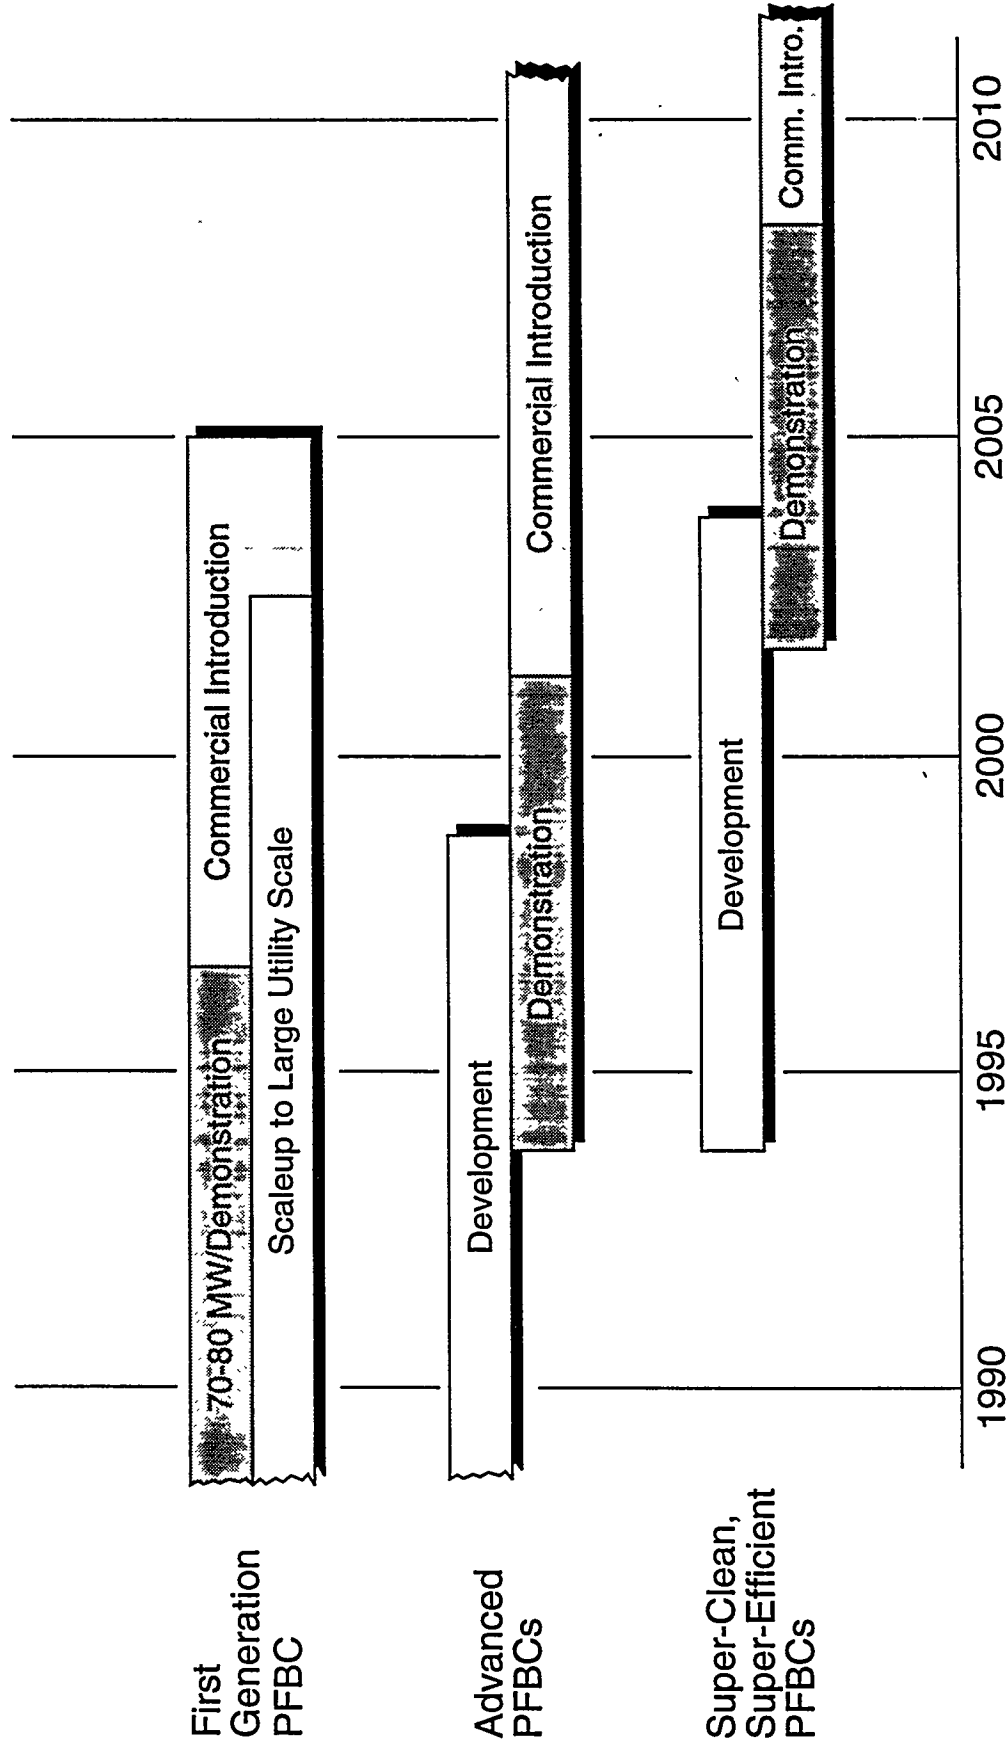 First
Generation
PFBC
70-80 MW/Demonstration
Commercial Introduction
Scaleup to Large Utility Scale
Advanced
PFBCs
Development
Demonstration
Commercial Introduction
Super-Clean,
Super-Efficient
PFBCs
Development
Demonstration
Comm. Intro.
1990
1995
2000
2005
2010